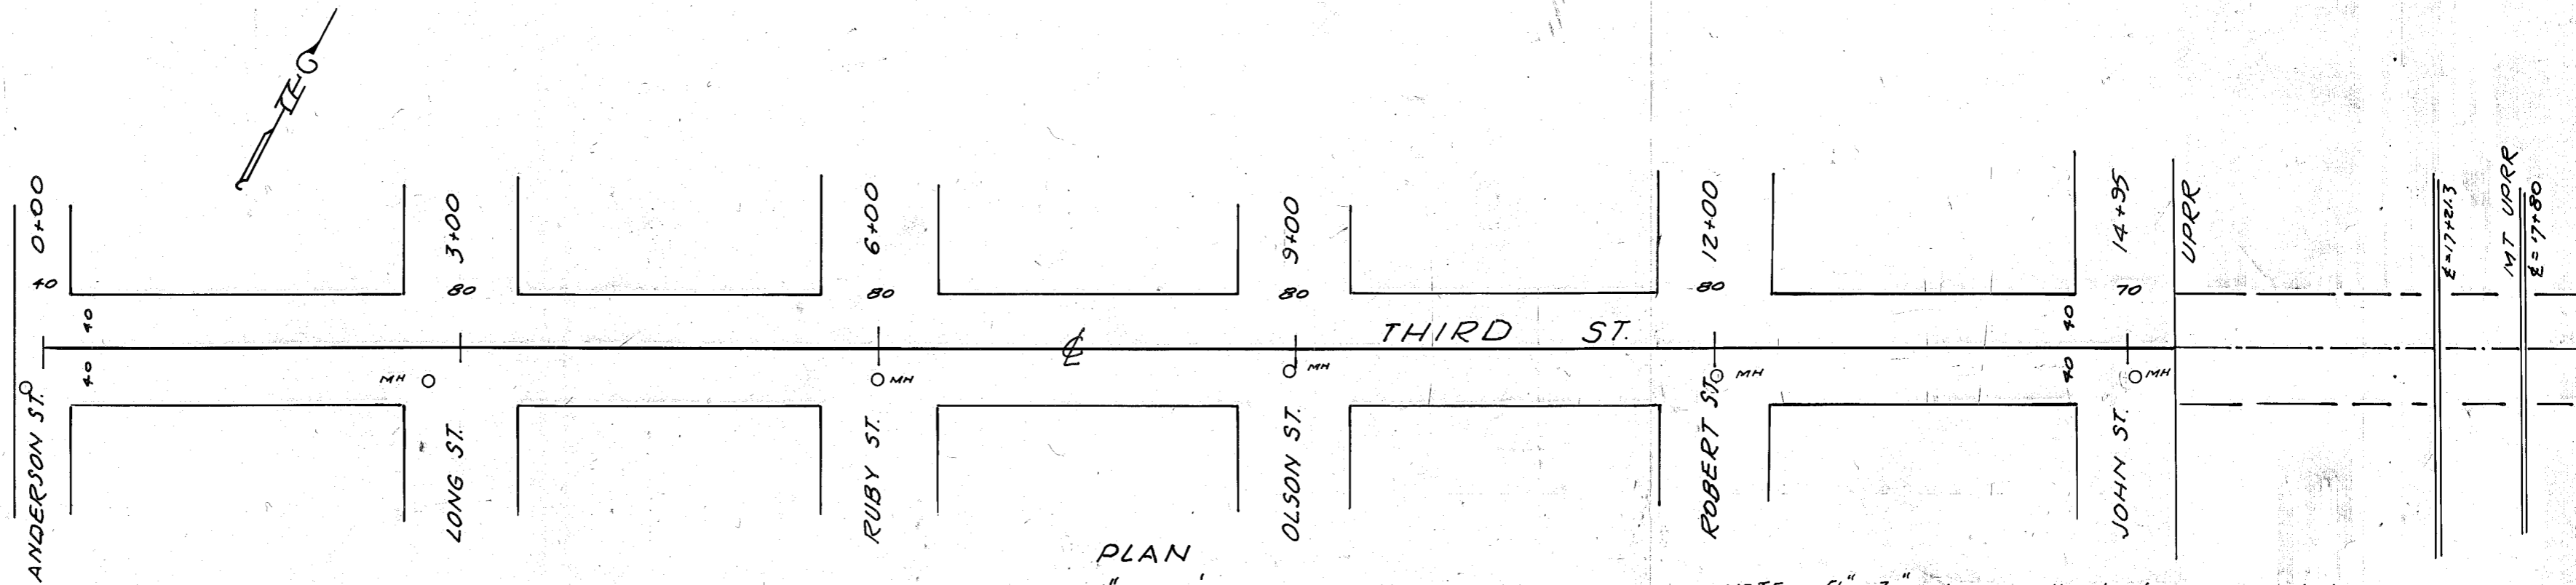 0+00
3+00
6+00
9+00
12+00
14+95
UPRR
MT UPRR
40
80
80
80
80
70
40
40
40
40
THIRD ST.
℄
MH
MH
MH
MH
MH
ANDERSON ST.
LONG ST.
RUBY ST.
OLSON ST.
ROBERT ST.
JOHN ST.
℄=17+21.3
℄=17+80
PLAN